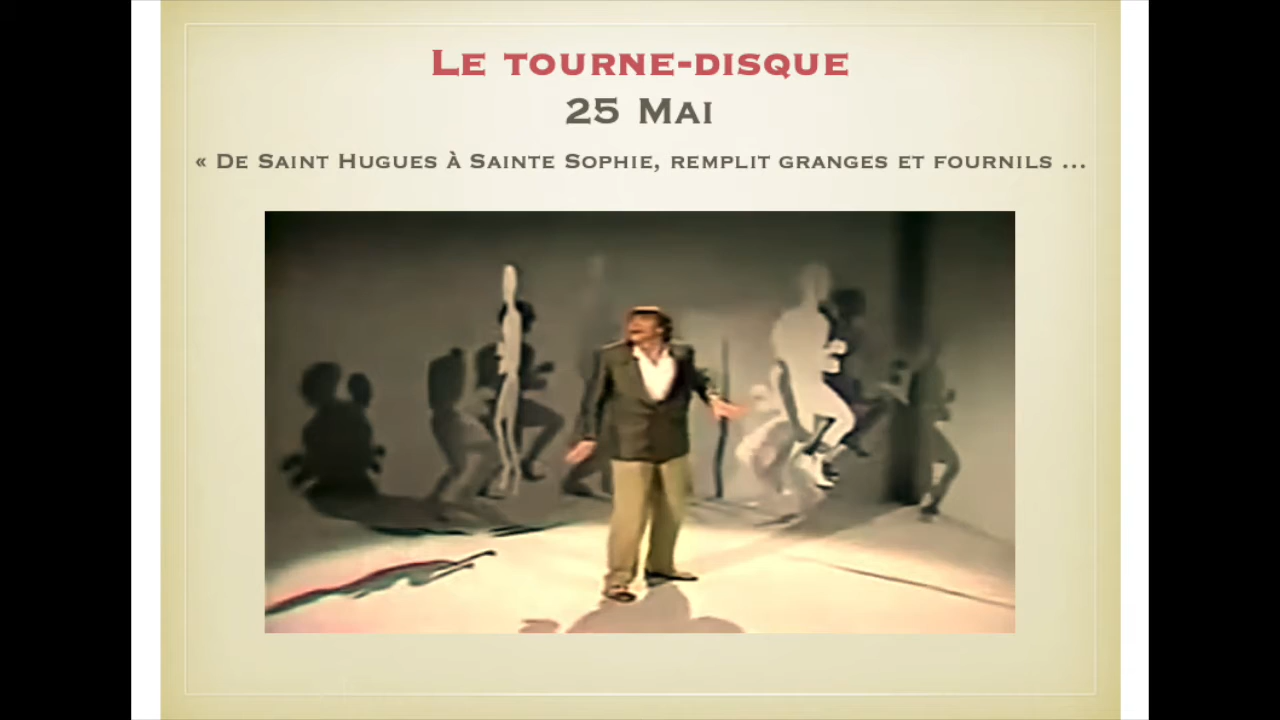 Le tourne-disque
25 Mai
« De Saint Hugues à Sainte Sophie, remplit granges et fournils ...